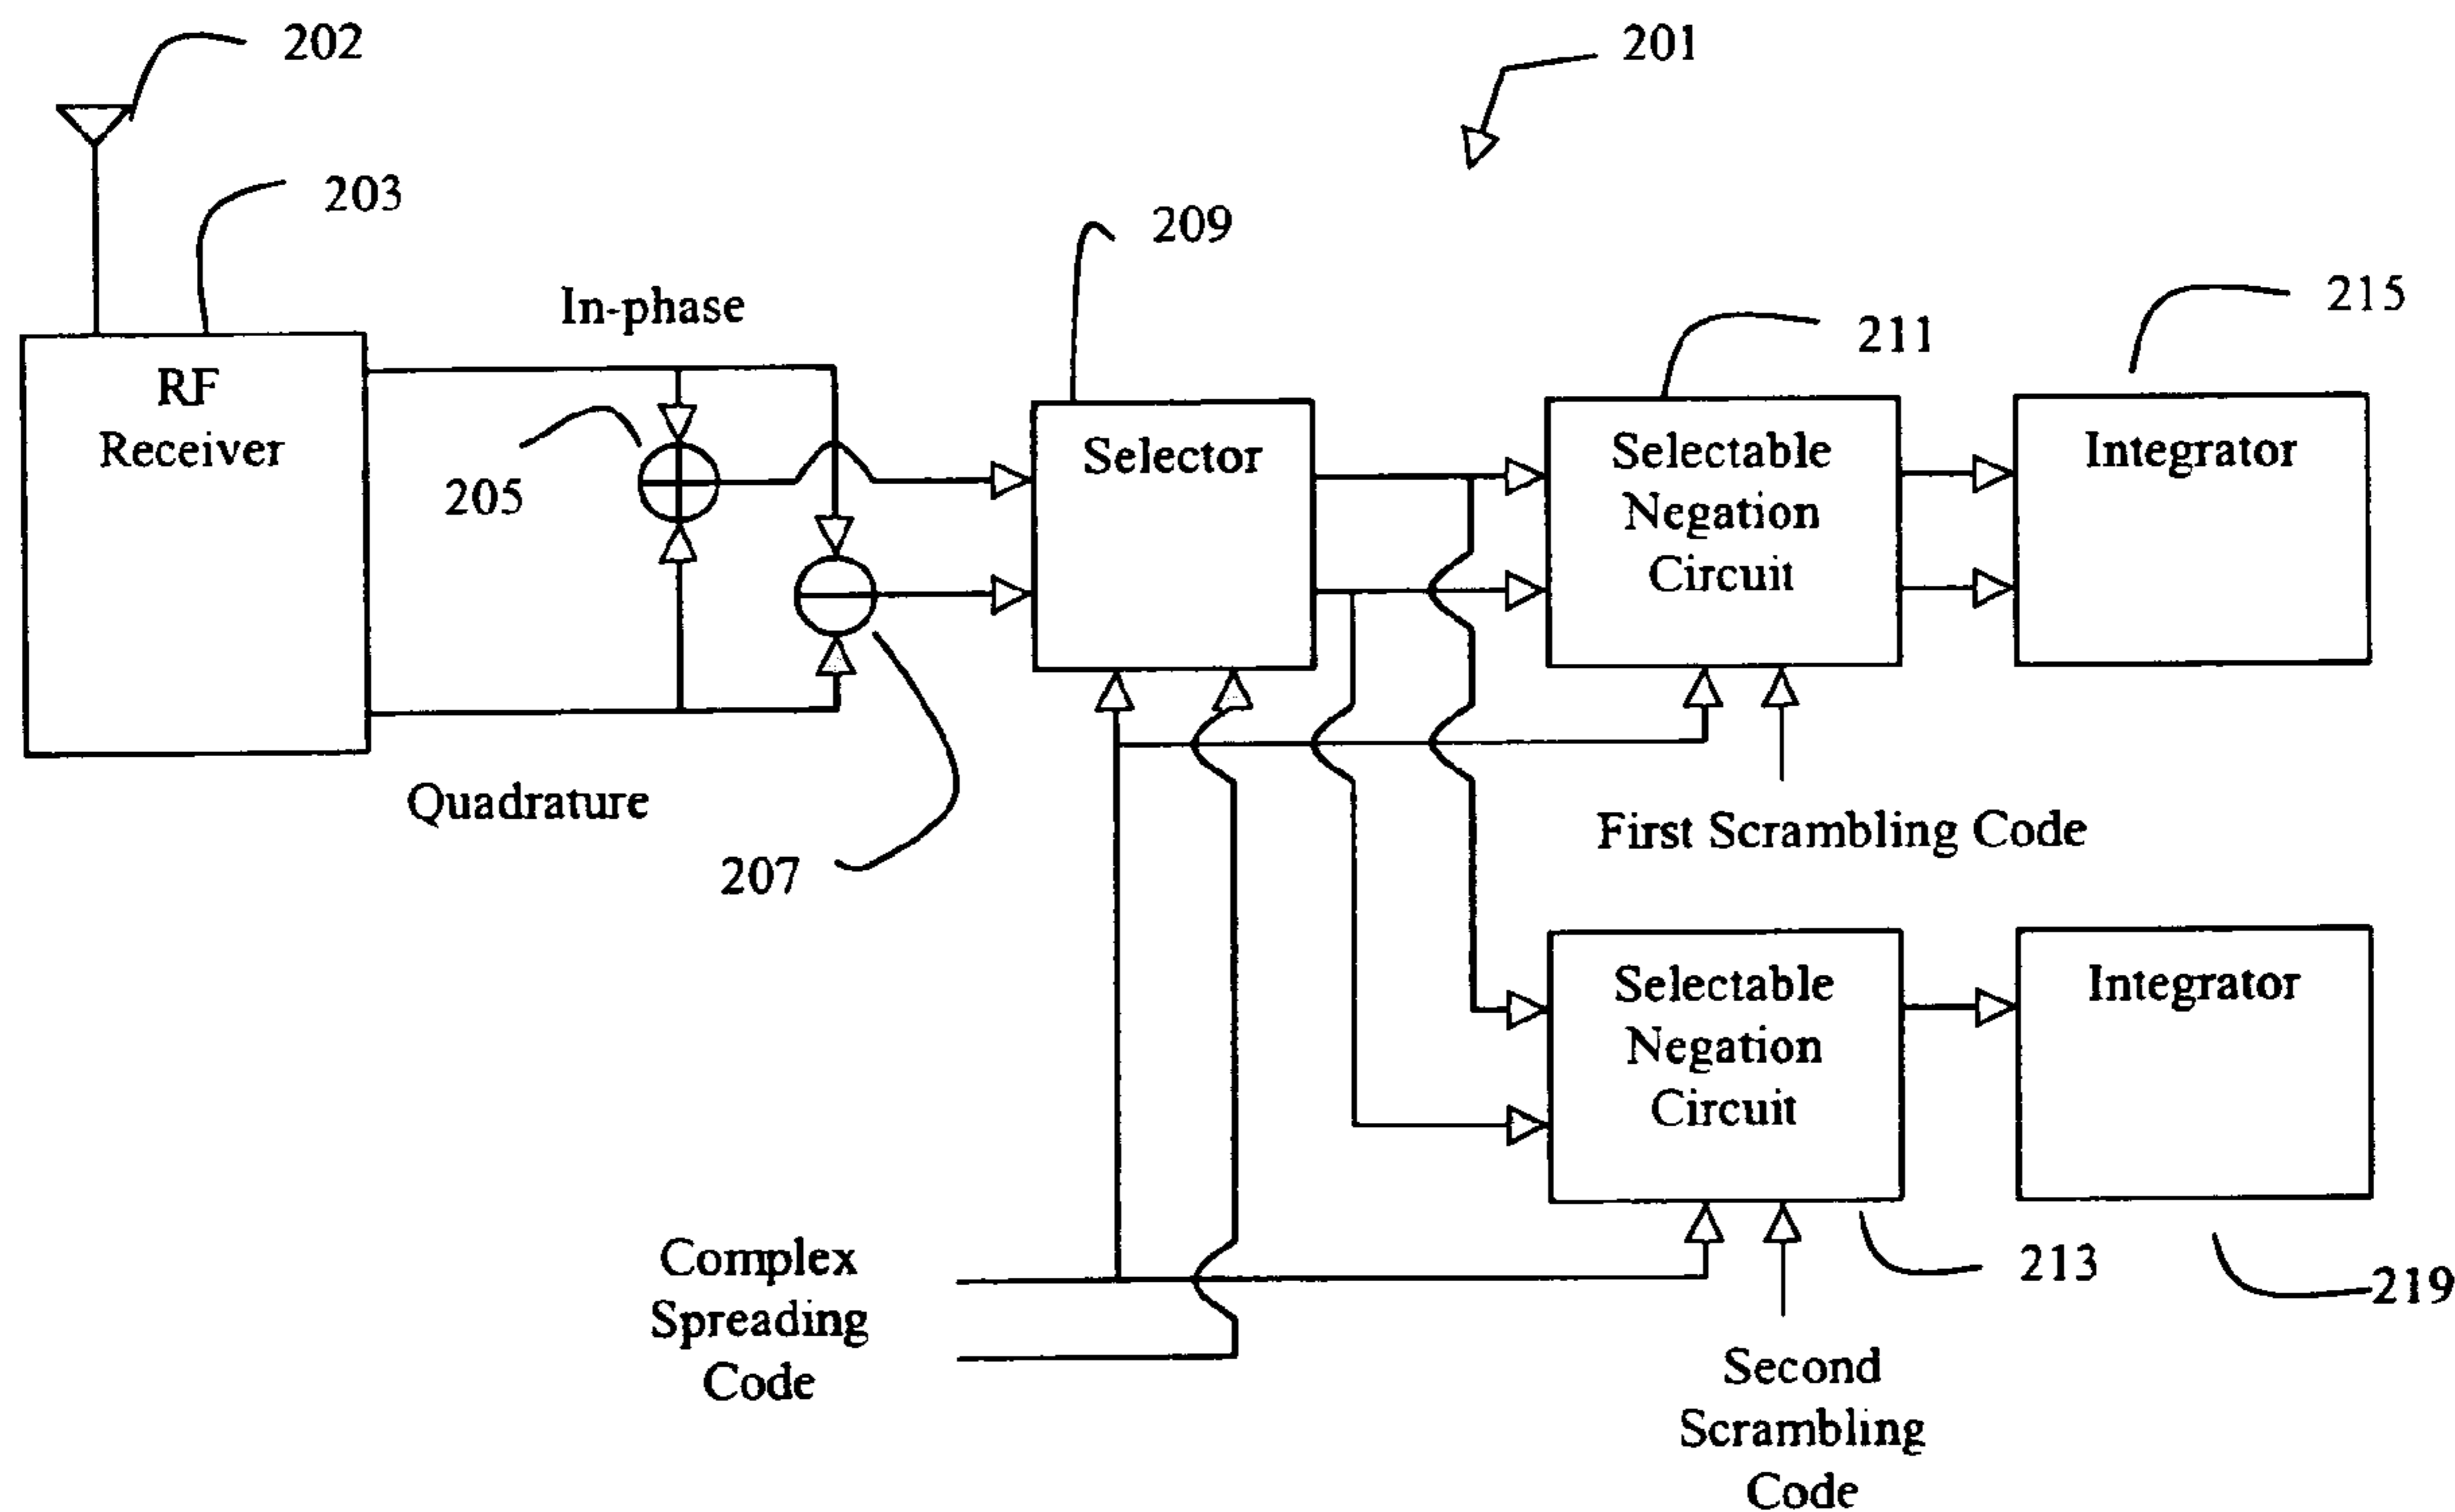 202
201
203
209
In-phase
215
211
RF
Receiver
205
Selector
Selectable
Negation
Circuit
Integrator
Quadrature
207
First Scrambling Code
Selectable
Negation
Circuit
Integrator
Complex
Spreading
Code
213
219
Second
Scrambling
Code